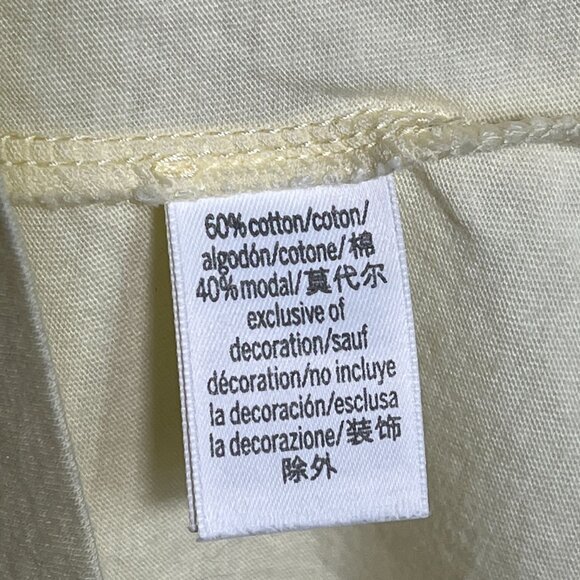 60% cotton/coton/
algodón/cotone/棉
40% modal/莫代尔
exclusive of
decoration/sauf
décoration/no incluye
la decoración/esclusa
la decorazione/装饰
除外